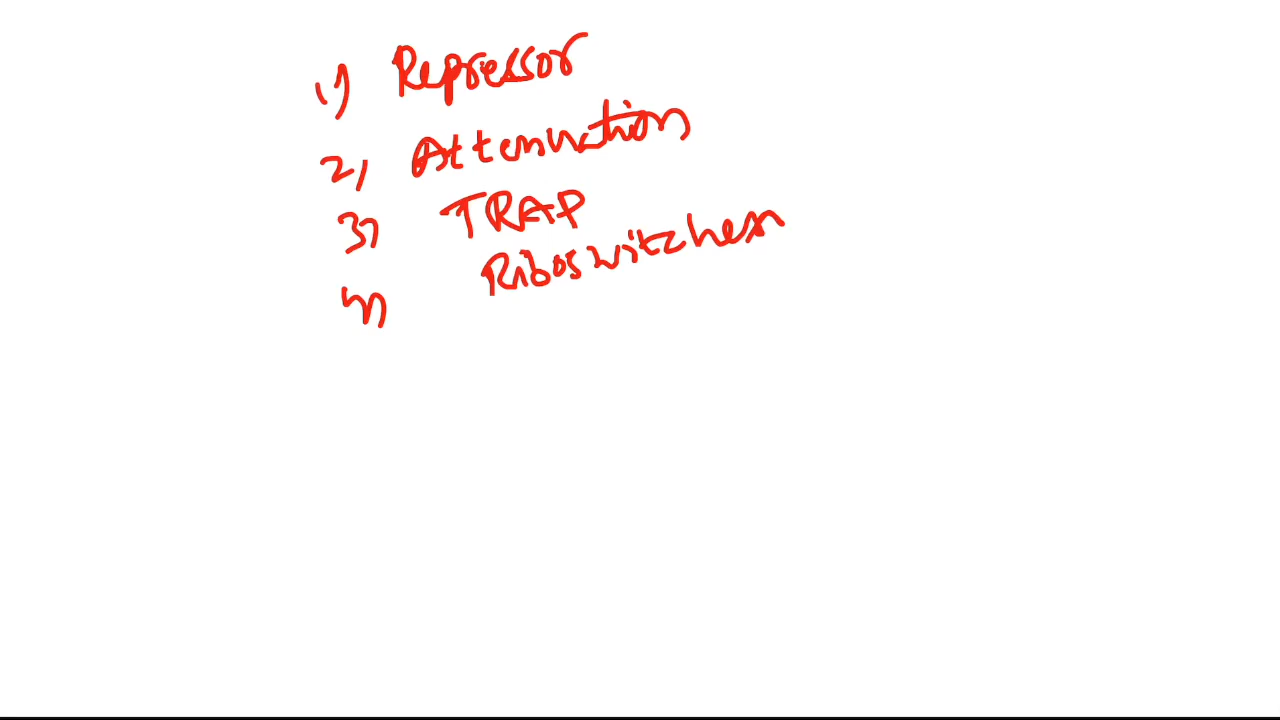 1) Repressor
2) Attenuation
3) TRAP
4) Riboswitches